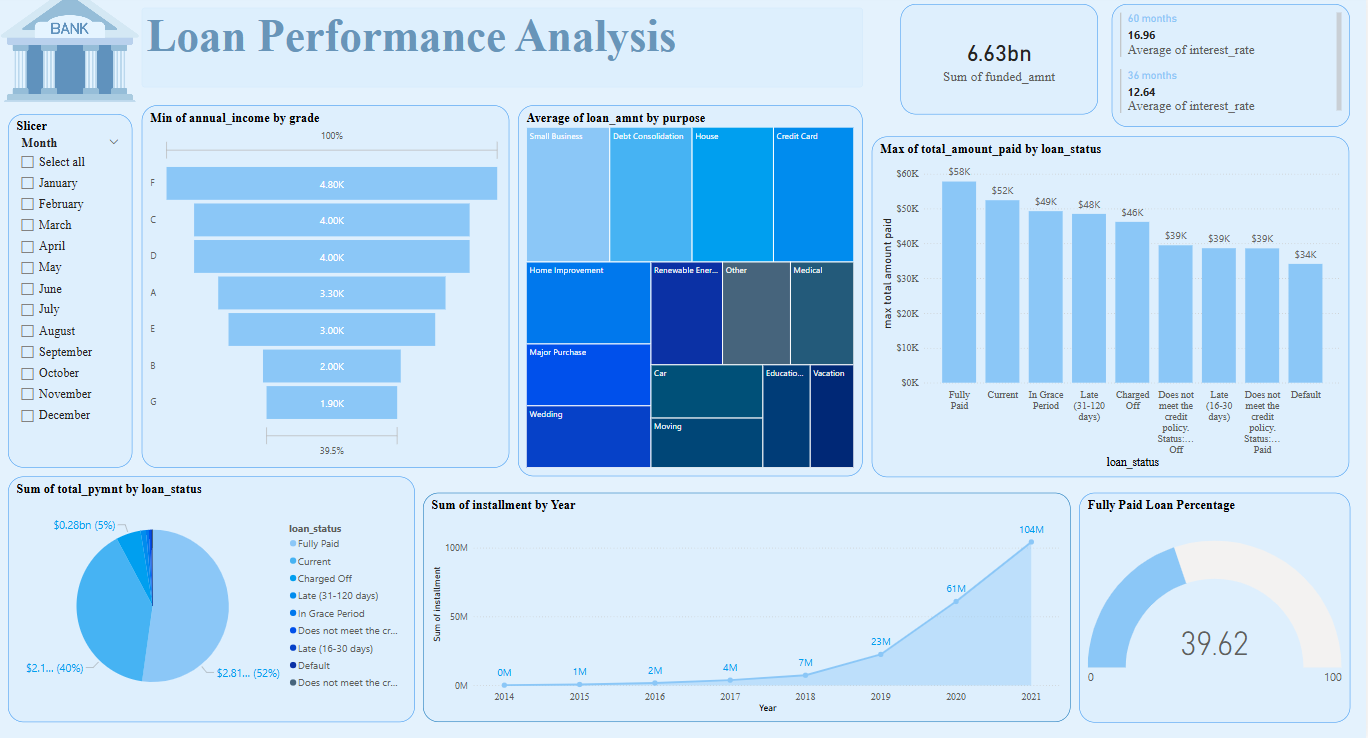 BANK
Loan Performance Analysis
6.63bn
Sum of funded_amnt
60 months
16.96
Average of interest_rate
36 months
12.64
Average of interest_rate
Slicer
Month
Select all
January
February
March
April
May
June
July
August
September
October
November
December
Min of annual_income by grade
100%
F 4.80K
C 4.00K
D 4.00K
A 3.30K
E 3.00K
B 2.00K
G 1.90K
39.5%
Average of loan_amnt by purpose
Small Business
Debt Consolidation
House
Credit Card
Home Improvement
Renewable Ener...
Other
Medical
Major Purchase
Car
Educatio...
Vacation
Wedding
Moving
Max of total_amount_paid by loan_status
max total amount paid
$60K
$50K
$40K
$30K
$20K
$10K
$0K
$58K
$52K
$49K
$48K
$46K
$39K
$39K
$39K
$34K
Fully
Paid
Current
In Grace
Period
Late
(31-120
days)
Charged
Off
Does not
meet the
credit
policy.
Status:...
Off
Late
(16-30
days)
Does not
meet the
credit
policy.
Status:...
Paid
Default
loan_status
Sum of total_pymnt by loan_status
$0.28bn (5%)
$2.1... (40%)
$2.81... (52%)
loan_status
Fully Paid
Current
Charged Off
Late (31-120 days)
In Grace Period
Does not meet the cr...
Late (16-30 days)
Default
Does not meet the cr...
Sum of installment by Year
Sum of installment
100M
50M
0M
0M
1M
2M
4M
7M
23M
61M
104M
2014
2015
2016
2017
2018
2019
2020
2021
Year
Fully Paid Loan Percentage
39.62
0
100